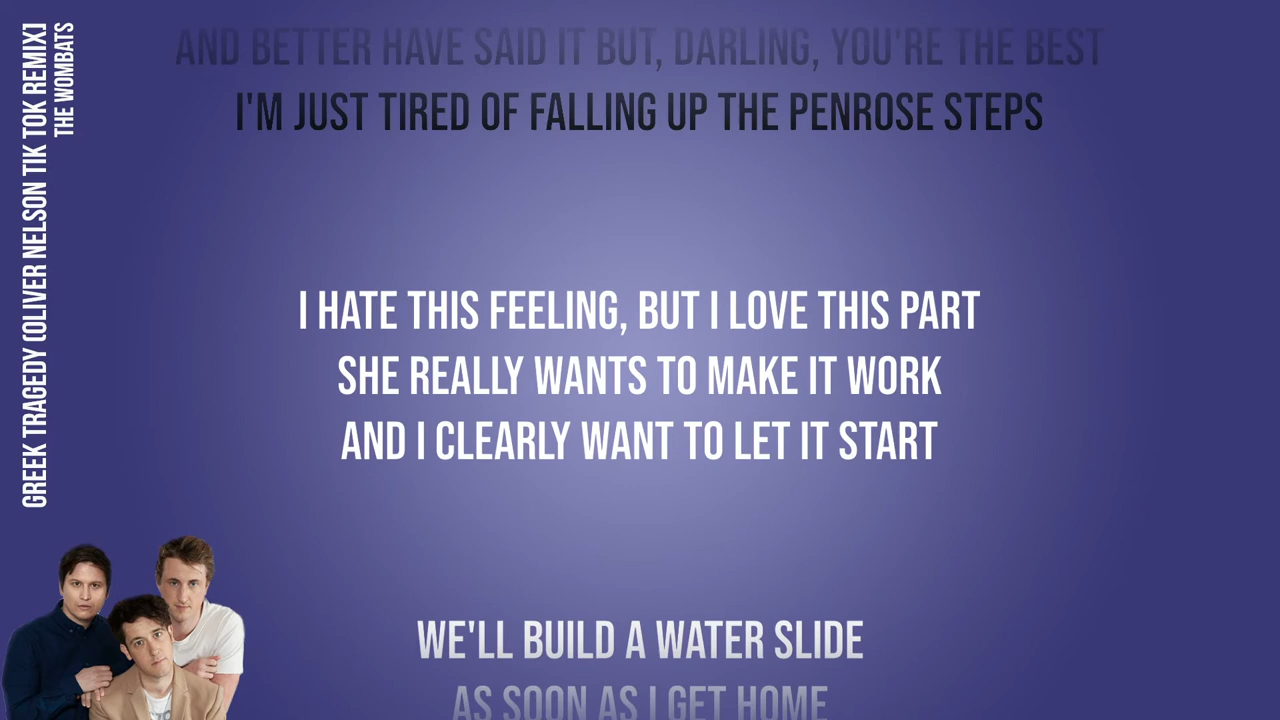 AND BETTER HAVE SAID IT BUT, DARLING, YOU'RE THE BEST
I'M JUST TIRED OF FALLING UP THE PENROSE STEPS
I HATE THIS FEELING, BUT I LOVE THIS PART
SHE REALLY WANTS TO MAKE IT WORK
AND I CLEARLY WANT TO LET IT START
WE'LL BUILD A WATER SLIDE
AS SOON AS I GET HOME
GREEK TRAGEDY (OLIVER NELSON TIK TOK REMIX)
THE WOMBATS